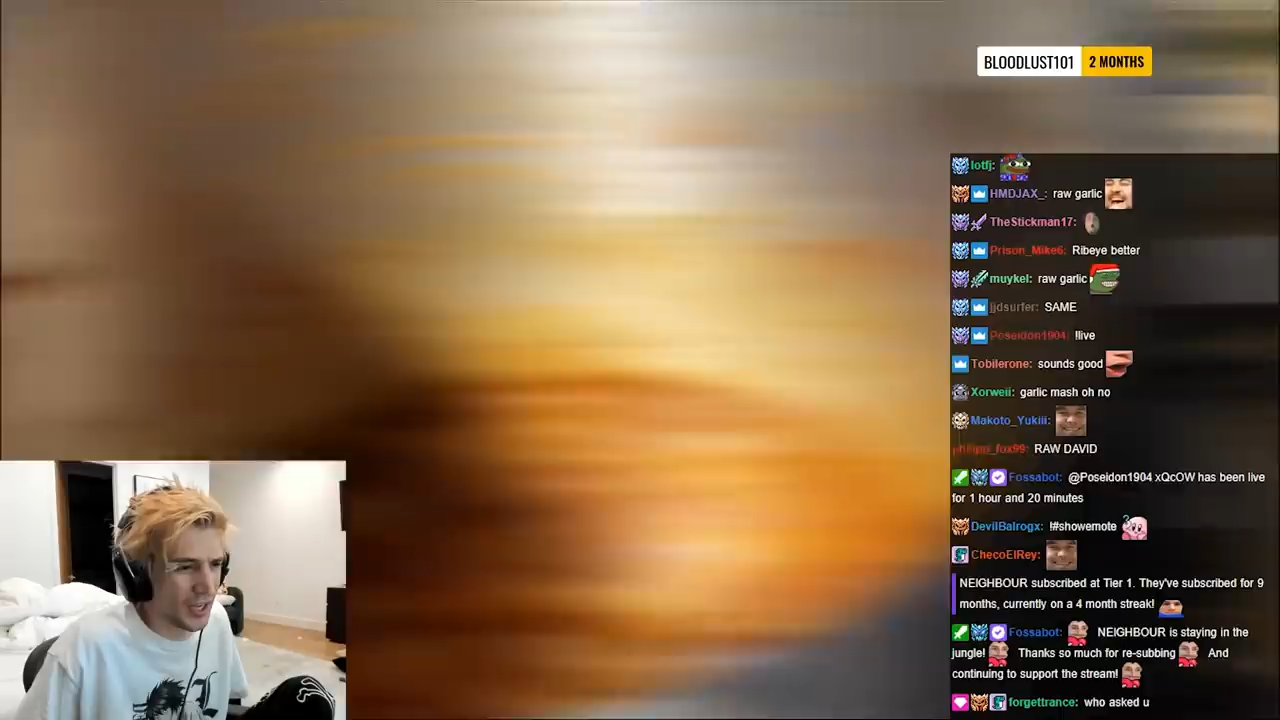 BLOODLUST101 2 MONTHS
lotfj:
HMDJAX_: raw garlic
TheStickman17:
Prison_Mike6: Ribeye better
muykel: raw garlic
jjdsurfer: SAME
Poseidon1904: !live
Tobilerone: sounds good
Xorweii: garlic mash oh no
Makoto_Yukiii:
RAW DAVID
Fossabot: @Poseidon1904 xQcOW has been live
for 1 hour and 20 minutes
DevilBalrogx: !#showemote
ChecoElRey:
NEIGHBOUR subscribed at Tier 1. They've subscribed for 9
months, currently on a 4 month streak!
Fossabot: NEIGHBOUR is staying in the
jungle! Thanks so much for re-subbing And
continuing to support the stream!
forgettrance: who asked u